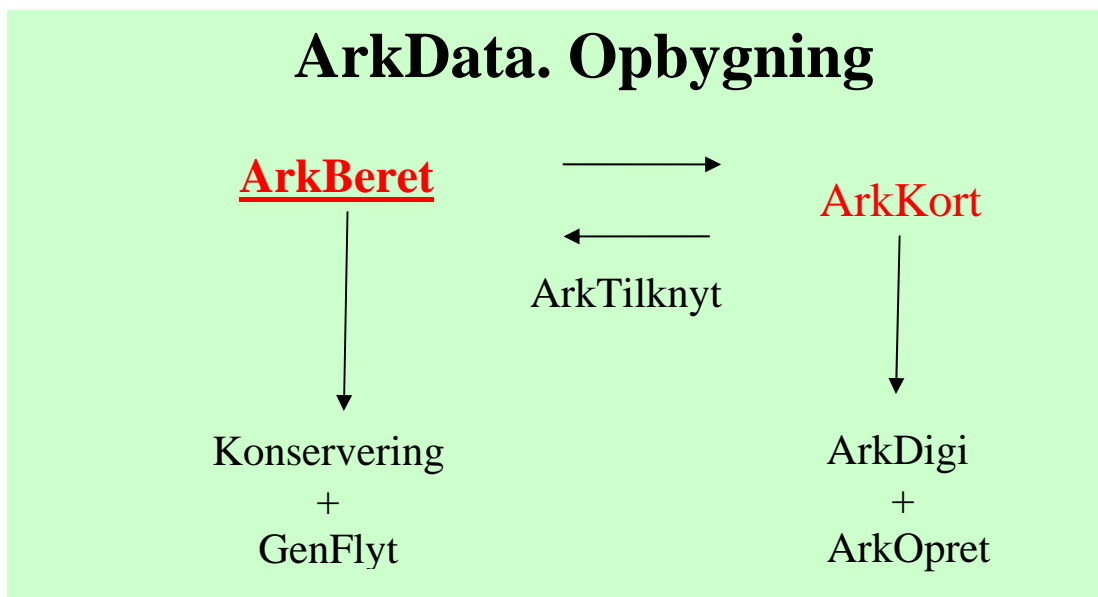 ArkData. Opbygning
ArkBeret
ArkKort
ArkTilknyt
Konservering
+
GenFlyt
ArkDigi
+
ArkOpret